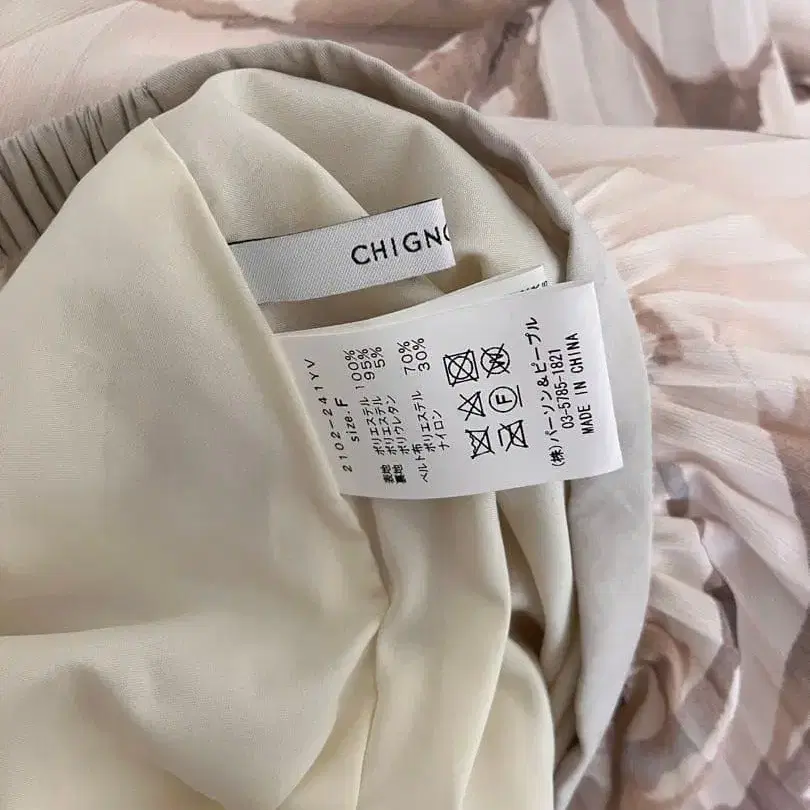 CHIGNO
2102-241YV
size.F
表地 ポリエステル 100%
裏地 ポリエステル 95%
ポリウレタン 5%
ベルト布 ポリエステル 70%
ナイロン 30%
F
(株)パーソン&ピープル
03-5785-1821
MADE IN CHINA